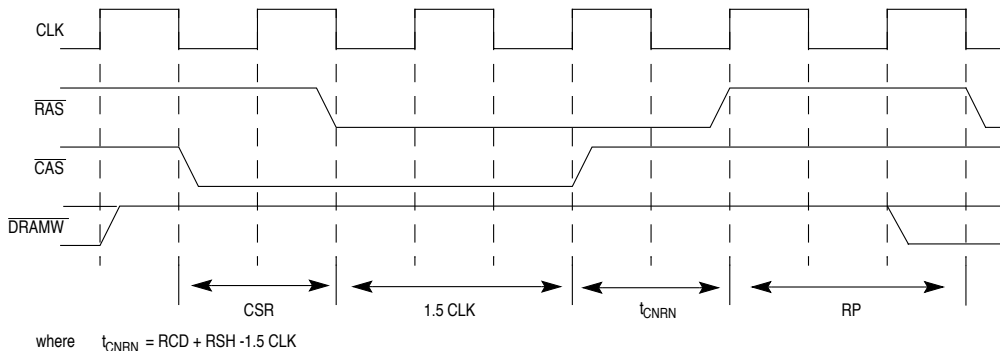 CLK
RAS
CAS
DRAMW
CSR 1.5 CLK tCNRN RP
where tCNRN = RCD + RSH -1.5 CLK